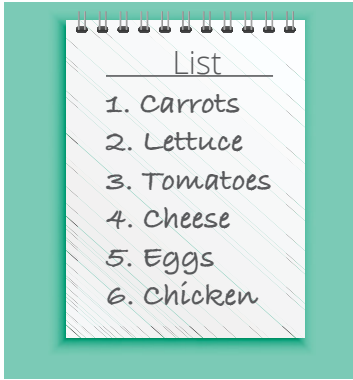 List
1. Carrots
2. Lettuce
3. Tomatoes
4. Cheese
5. Eggs
6. Chicken